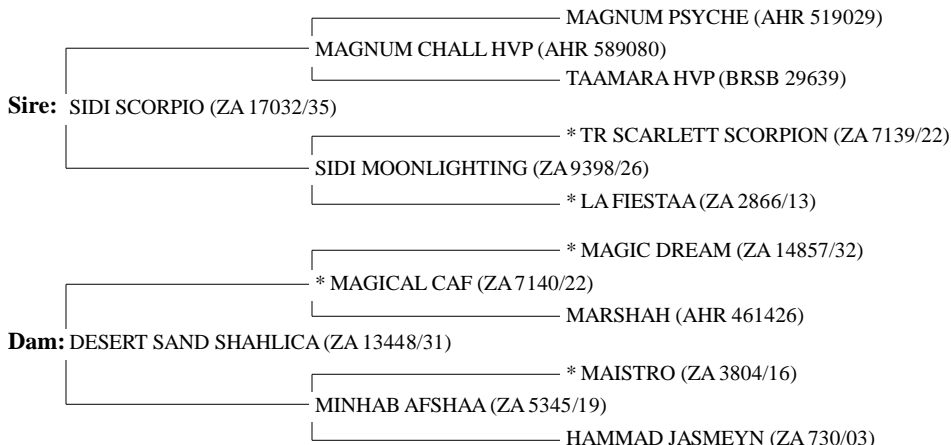 MAGNUM PSYCHE (AHR 519029)
MAGNUM CHALL HVP (AHR 589080)
TAAMARA HVP (BRSB 29639)
Sire: SIDI SCORPIO (ZA 17032/35)
* TR SCARLETT SCORPION (ZA 7139/22)
SIDI MOONLIGHTING (ZA 9398/26)
* LA FIESTAA (ZA 2866/13)
* MAGIC DREAM (ZA 14857/32)
* MAGICAL CAF (ZA 7140/22)
MARSHAH (AHR 461426)
Dam: DESERT SAND SHAHLICA (ZA 13448/31)
* MAISTRO (ZA 3804/16)
MINHAB AFSHAA (ZA 5345/19)
HAMMAD JASMEYN (ZA 730/03)